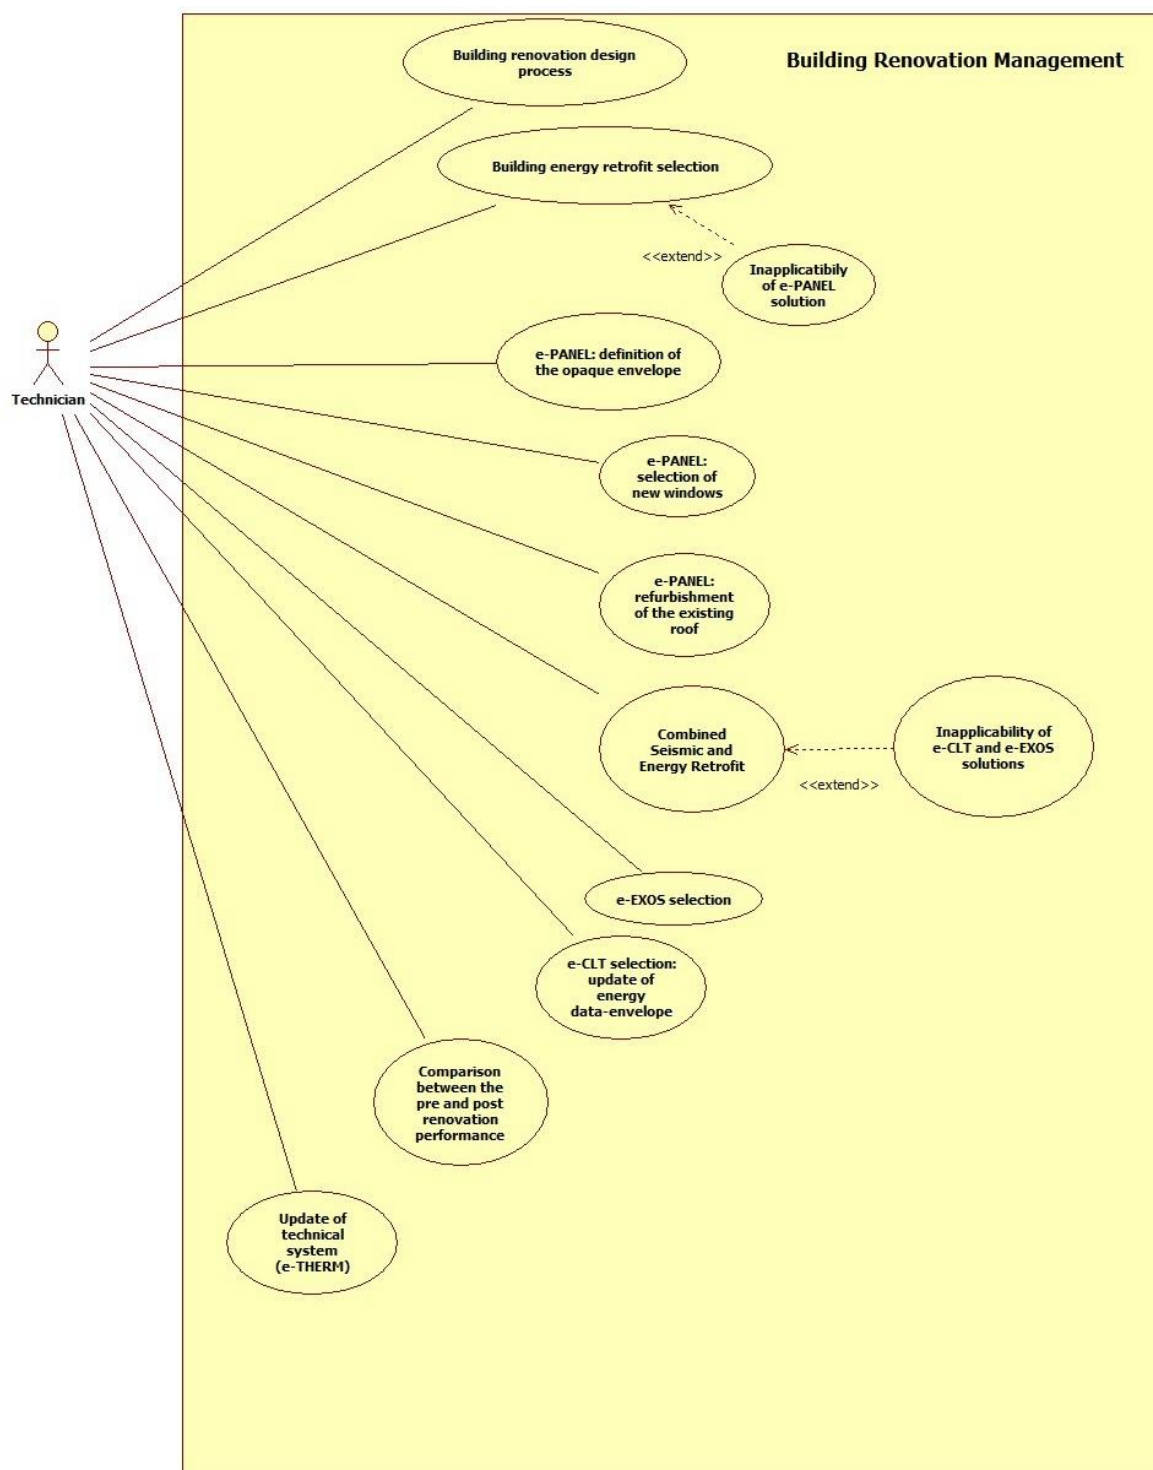 Building Renovation Management
Building renovation design
process
Building energy retrofit selection
<<extend>>
Inapplicatibily
of e-PANEL
solution
e-PANEL: definition of
the opaque envelope
Technician
e-PANEL:
selection of
new windows
e-PANEL:
refurbishment
of the existing
roof
Combined
Seismic and
Energy Retrofit
<<extend>>
Inapplicability of
e-CLT and e-EXOS
solutions
e-EXOS selection
e-CLT selection:
update of
energy
data-envelope
Comparison
between the
pre and post
renovation
performance
Update of
technical
system
(e-THERM)